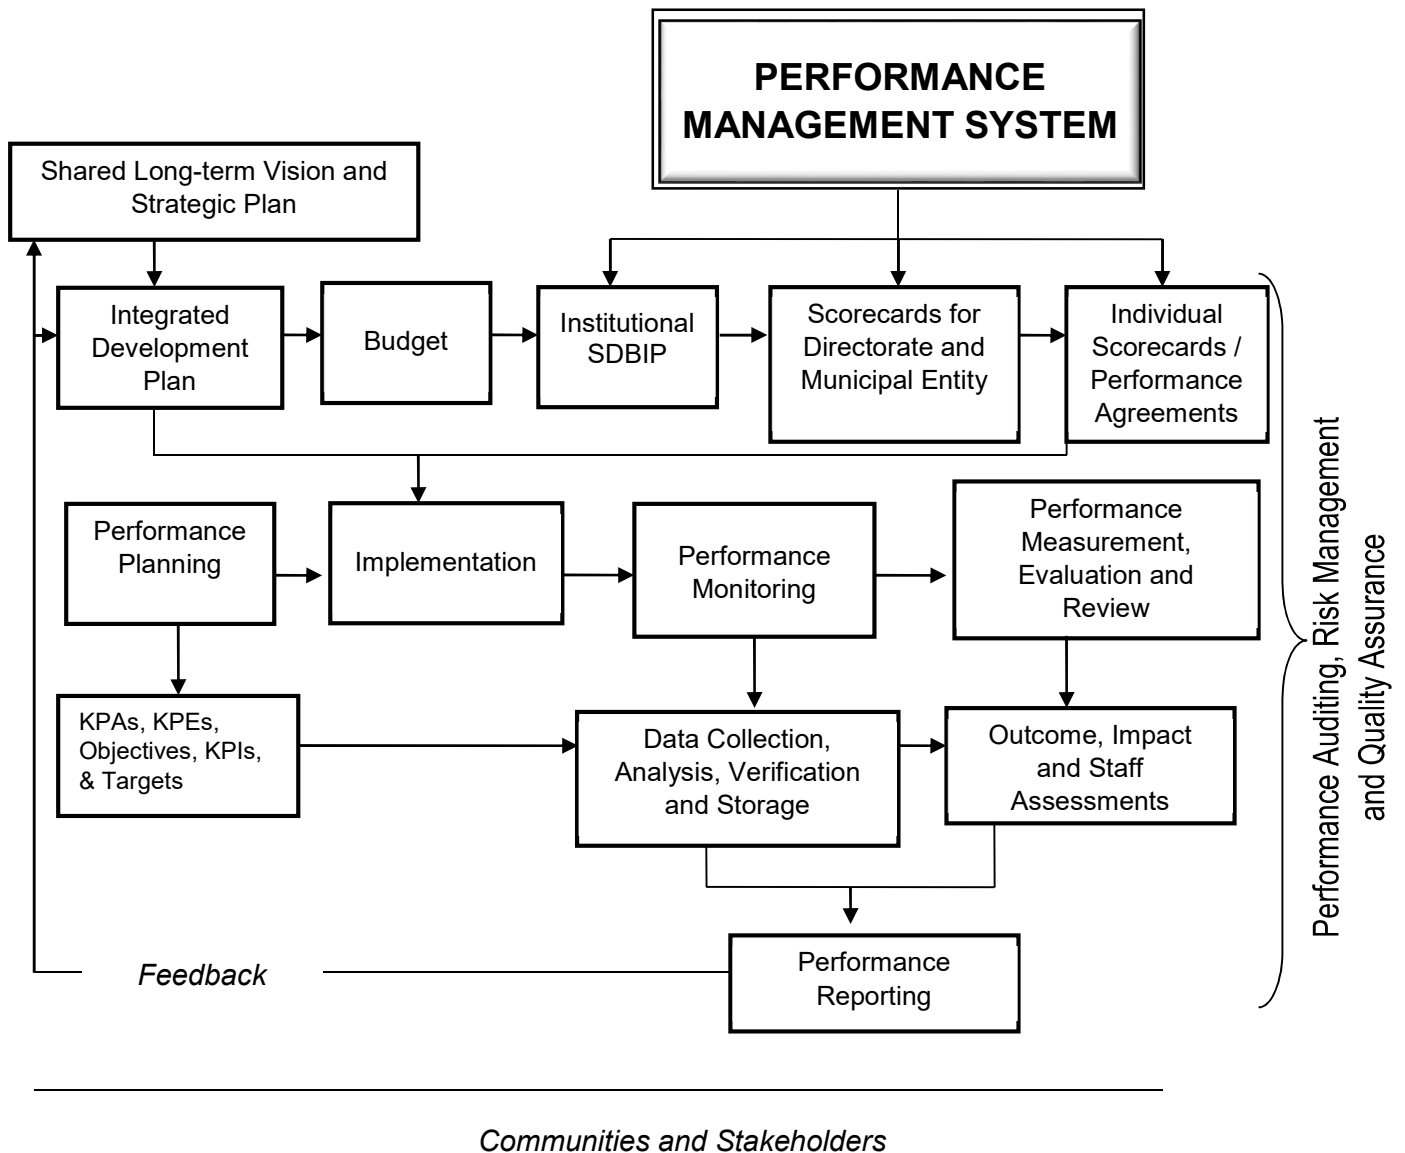 PERFORMANCE
MANAGEMENT SYSTEM
Shared Long-term Vision and
Strategic Plan
Integrated
Development
Plan
Budget
Institutional
SDBIP
Scorecards for
Directorate and
Municipal Entity
Individual
Scorecards /
Performance
Agreements
Performance
Planning
Implementation
Performance
Monitoring
Performance
Measurement,
Evaluation and
Review
KPAs, KPEs,
Objectives, KPIs,
& Targets
Data Collection,
Analysis, Verification
and Storage
Outcome, Impact
and Staff
Assessments
Performance Auditing, Risk Management
and Quality Assurance
Feedback
Performance
Reporting
Communities and Stakeholders